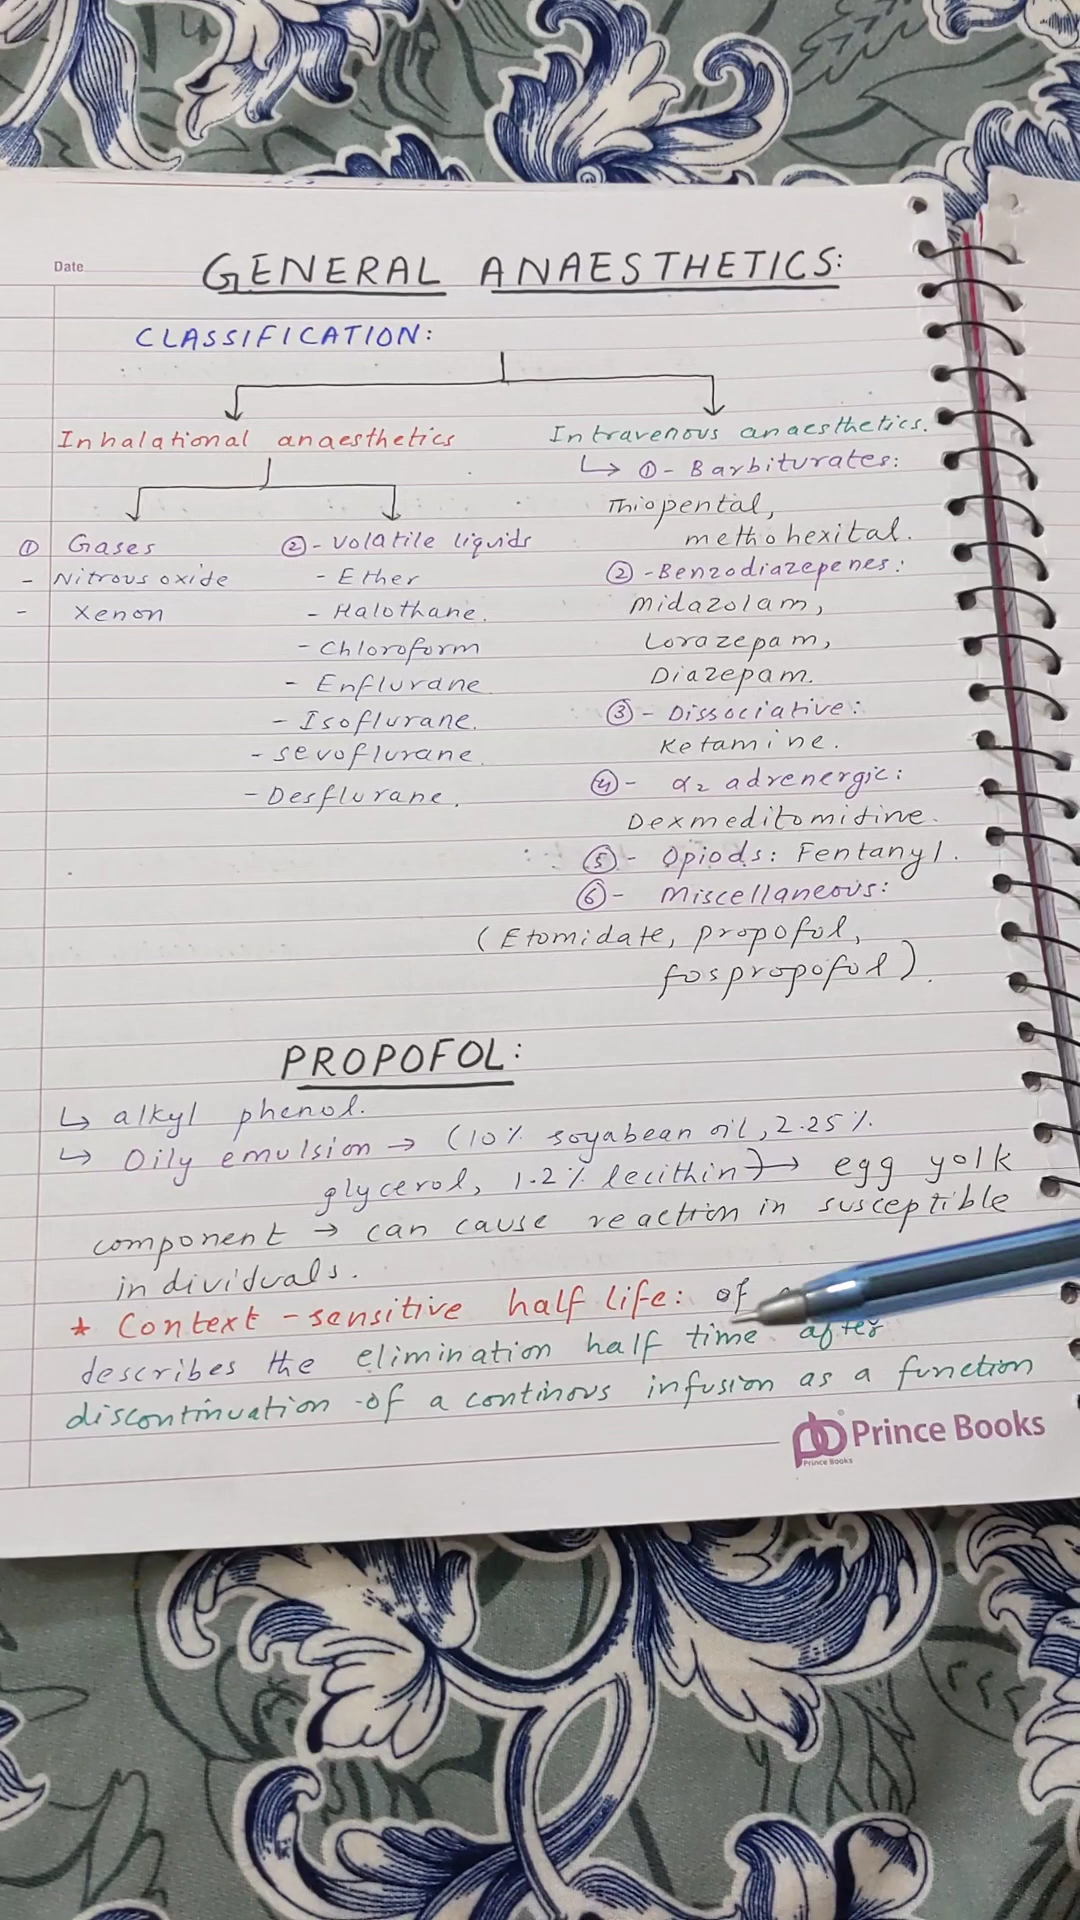 Date
GENERAL ANAESTHETICS:
CLASSIFICATION:
Inhalational anaesthetics
① Gases
- Nitrous oxide
- Xenon
②- Volatile liquids
- Ether
- Halothane.
- Chloroform
- Enflurane
- Isoflurane.
- sevoflurane
- Desflurane.
Intravenous anaesthetics.
↳ ①- Barbiturates:
Thiopental,
methohexital.
②-Benzodiazepenes:
midazolam,
Lorazepam,
Diazepam.
③- Dissociative:
Ketamine.
④- α₂ adrenergic:
Dexmeditomidine.
⑤- Opiods: Fentanyl.
⑥- Miscellaneous:
(Etomidate, propofol,
fospropofol).
PROPOFOL:
↳ alkyl phenol.
↳ Oily emulsion → (10% soyabean oil, 2.25%
glycerol, 1.2% lecithin) → egg yolk
component → can cause reaction in susceptible
individuals.
* Context-sensitive half life: of
describes the elimination half time after
discontinuation of a continous infusion as a function
Prince Books
Prince Books